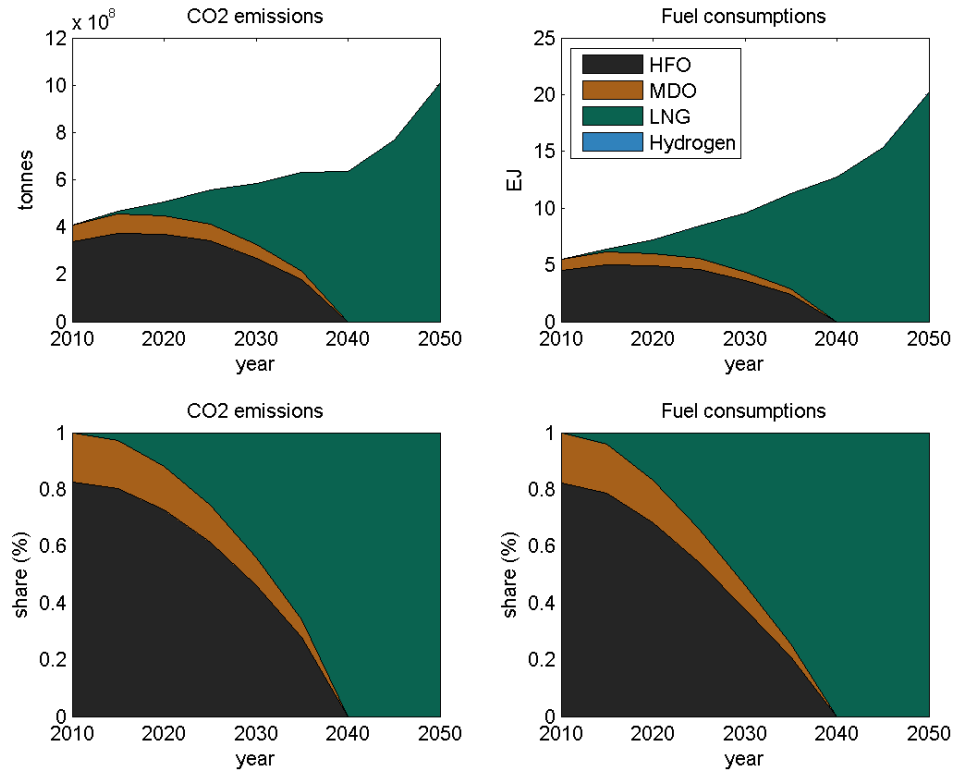 CO2 emissions
x 10^8
12
10
8
6
4
2
0
tonnes
2010 2020 2030 2040 2050
year
Fuel consumptions
25
20
15
10
5
0
EJ
HFO
MDO
LNG
Hydrogen
2010 2020 2030 2040 2050
year
CO2 emissions
1
0.8
0.6
0.4
0.2
0
share (%)
2010 2020 2030 2040 2050
year
Fuel consumptions
1
0.8
0.6
0.4
0.2
0
share (%)
2010 2020 2030 2040 2050
year